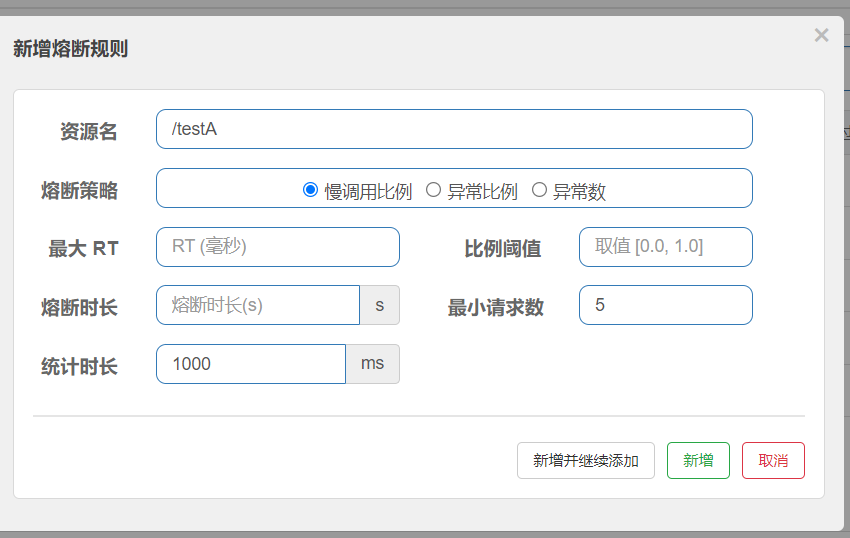 新增熔断规则
×
资源名 /testA
熔断策略 慢调用比例 异常比例 异常数
最大 RT RT (毫秒) 比例阈值 取值 [0.0, 1.0]
熔断时长 熔断时长(s) s 最小请求数 5
统计时长 1000 ms
新增并继续添加 新增 取消